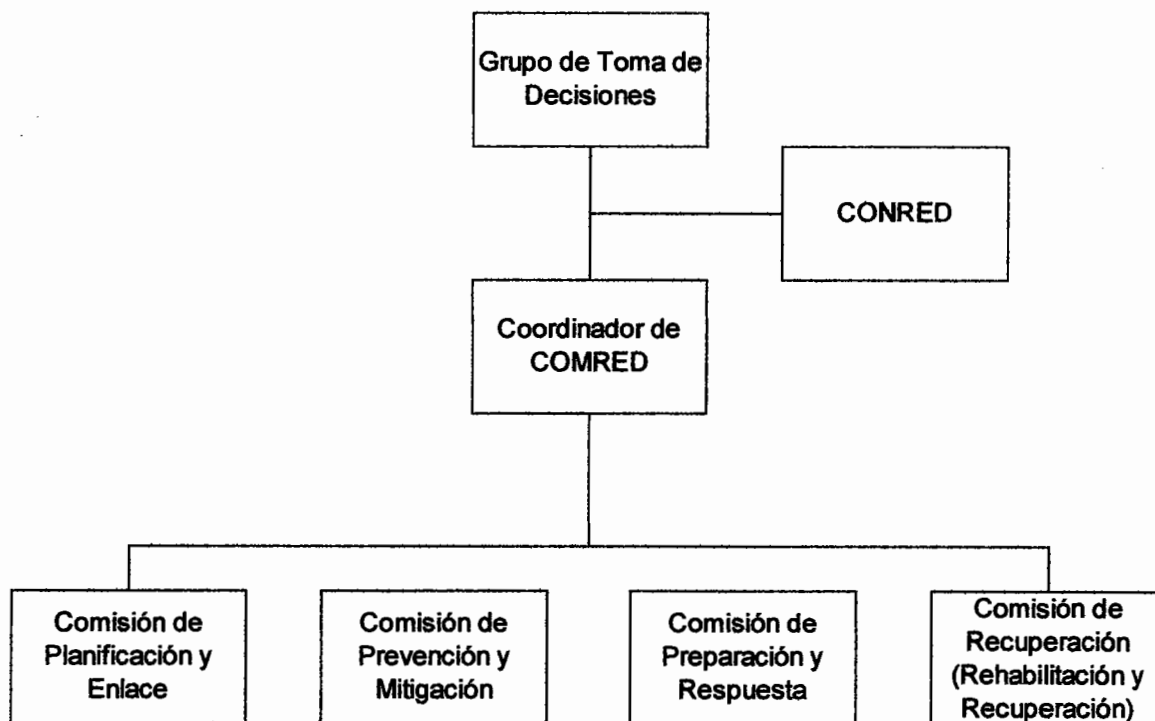 Grupo de Toma de
Decisiones
CONRED
Coordinador de
COMRED
Comisión de
Planificación y
Enlace
Comisión de
Prevención y
Mitigación
Comisión de
Preparación y
Respuesta
Comisión de
Recuperación
(Rehabilitación y
Recuperación)